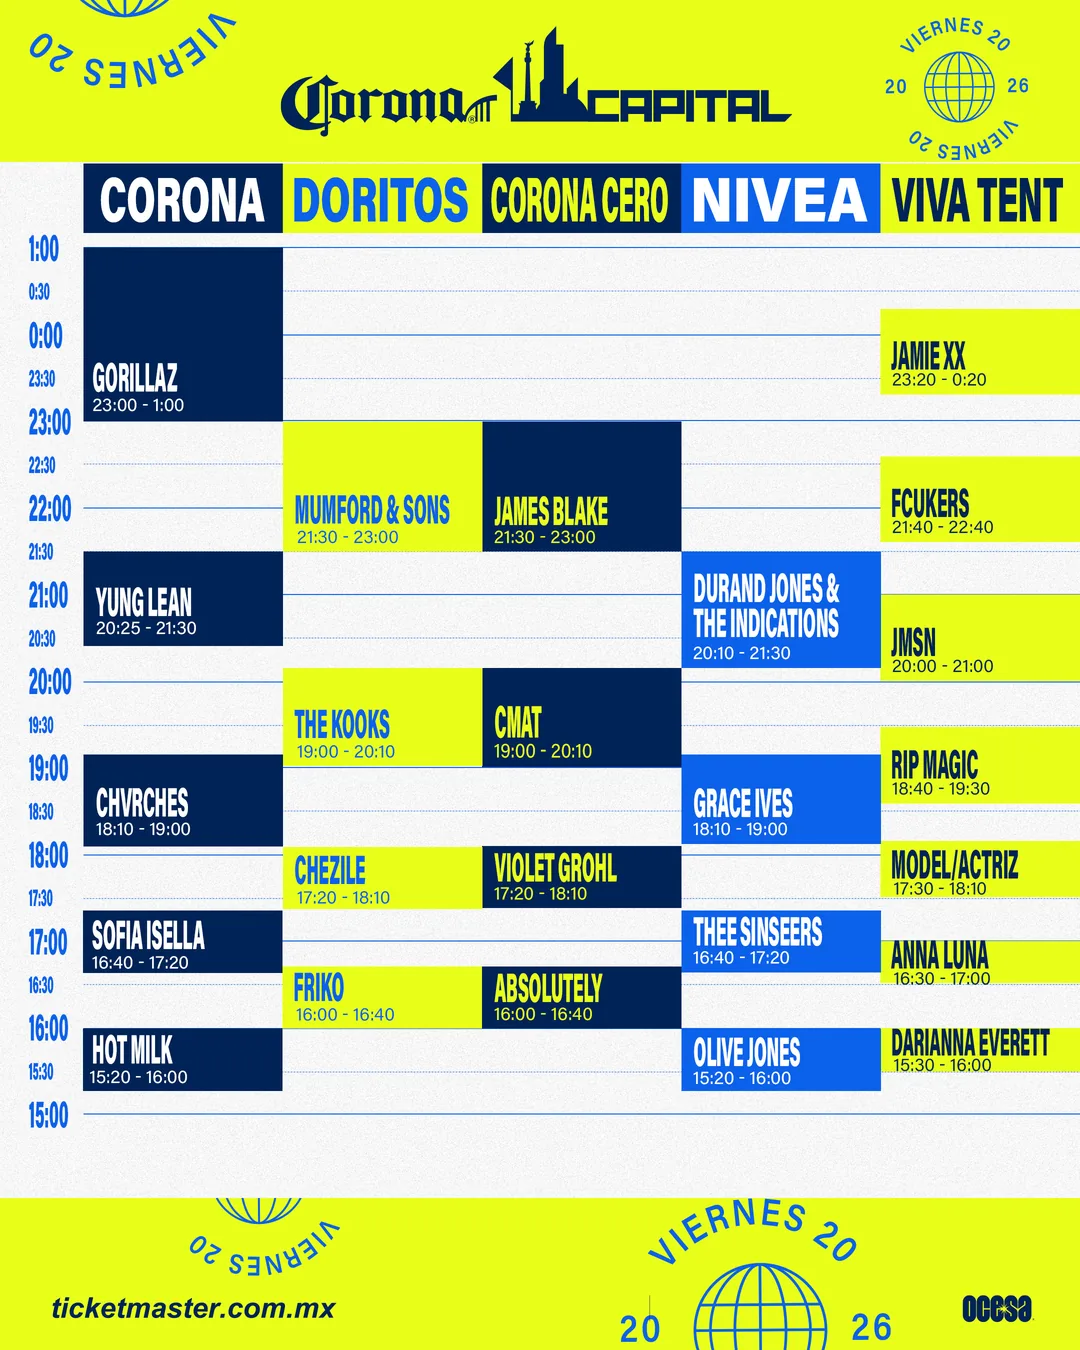 VIERNES 20
Corona CAPITAL
VIERNES 20
20 26
VIERNES 20
CORONA
DORITOS
CORONA CERO
NIVEA
VIVA TENT
1:00
0:30
0:00
23:30
23:00
22:30
22:00
21:30
21:00
20:30
20:00
19:30
19:00
18:30
18:00
17:30
17:00
16:30
16:00
15:30
15:00
GORILLAZ
23:00 - 1:00
YUNG LEAN
20:25 - 21:30
CHVRCHES
18:10 - 19:00
SOFIA ISELLA
16:40 - 17:20
HOT MILK
15:20 - 16:00
MUMFORD & SONS
21:30 - 23:00
THE KOOKS
19:00 - 20:10
CHEZILE
17:20 - 18:10
FRIKO
16:00 - 16:40
JAMES BLAKE
21:30 - 23:00
CMAT
19:00 - 20:10
VIOLET GROHL
17:20 - 18:10
ABSOLUTELY
16:00 - 16:40
DURAND JONES &
THE INDICATIONS
20:10 - 21:30
GRACE IVES
18:10 - 19:00
THEE SINSEERS
16:40 - 17:20
OLIVE JONES
15:20 - 16:00
JAMIE XX
23:20 - 0:20
FCUKERS
21:40 - 22:40
JMSN
20:00 - 21:00
RIP MAGIC
18:40 - 19:30
MODEL/ACTRIZ
17:30 - 18:10
ANNA LUNA
16:30 - 17:00
DARIANNA EVERETT
15:30 - 16:00
VIERNES 20
ticketmaster.com.mx
VIERNES 20
20 26
ocesa